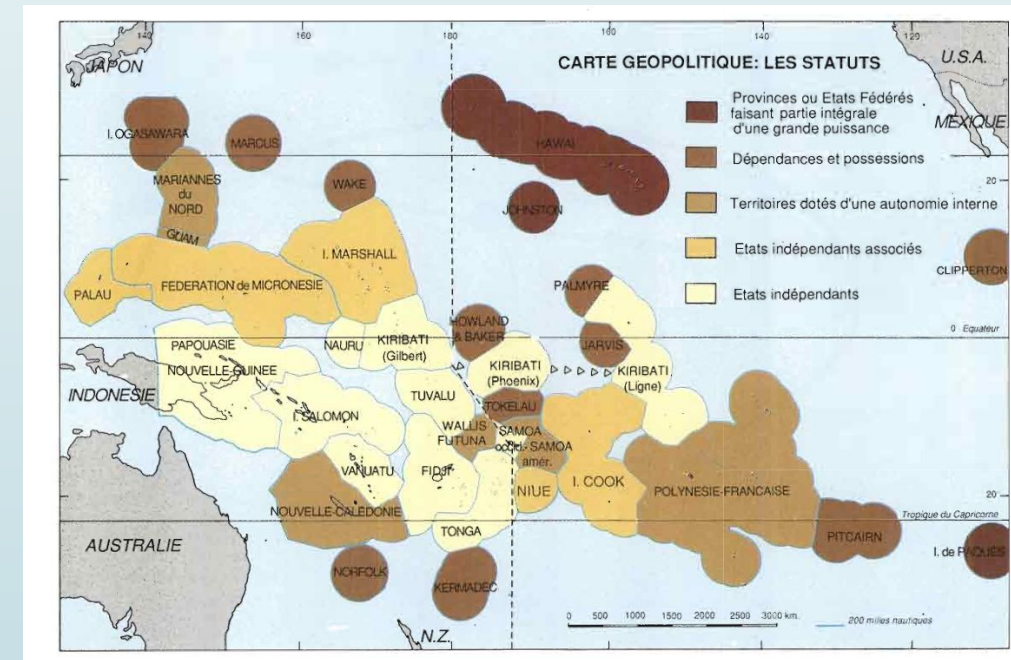 140
160
180
160
140
120
JAPON
U.S.A.
CARTE GEOPOLITIQUE: LES STATUTS
Provinces ou Etats Fédérés
faisant partie intégrale
d'une grande puissance
Dépendances et possessions
Territoires dotés d'une autonomie interne
Etats indépendants associés
Etats indépendants
MEXIQUE
I. OGASAWARA
MARCUS
HAWAI
MARIANNES
du
NORD
WAKE
JOHNSTON
20
GUAM
I. MARSHALL
CLIPPERTON
PALAU
FEDERATION de MICRONESIE
PALMYRE
HOWLAND
& BAKER
0 Equateur
PAPOUASIE
NOUVELLE-GUINEE
NAURU
KIRIBATI
(Gilbert)
JARVIS
KIRIBATI
(Phoenix)
KIRIBATI
(Ligne)
INDONESIE
TUVALU
TOKELAU
I. SALOMON
WALLIS
FUTUNA
SAMOA
occid.
SAMOA
amér.
VANUATU
FIDJI
NIUE
I. COOK
POLYNESIE-FRANCAISE
20
NOUVELLE-CALEDONIE
Tropique du Capricorne
TONGA
PITCAIRN
AUSTRALIE
I. de PAQUES
NORFOLK
KERMADEC
0 500 1000 1500 2000 2500 3000 km.
200 milles nautiques
N.Z.